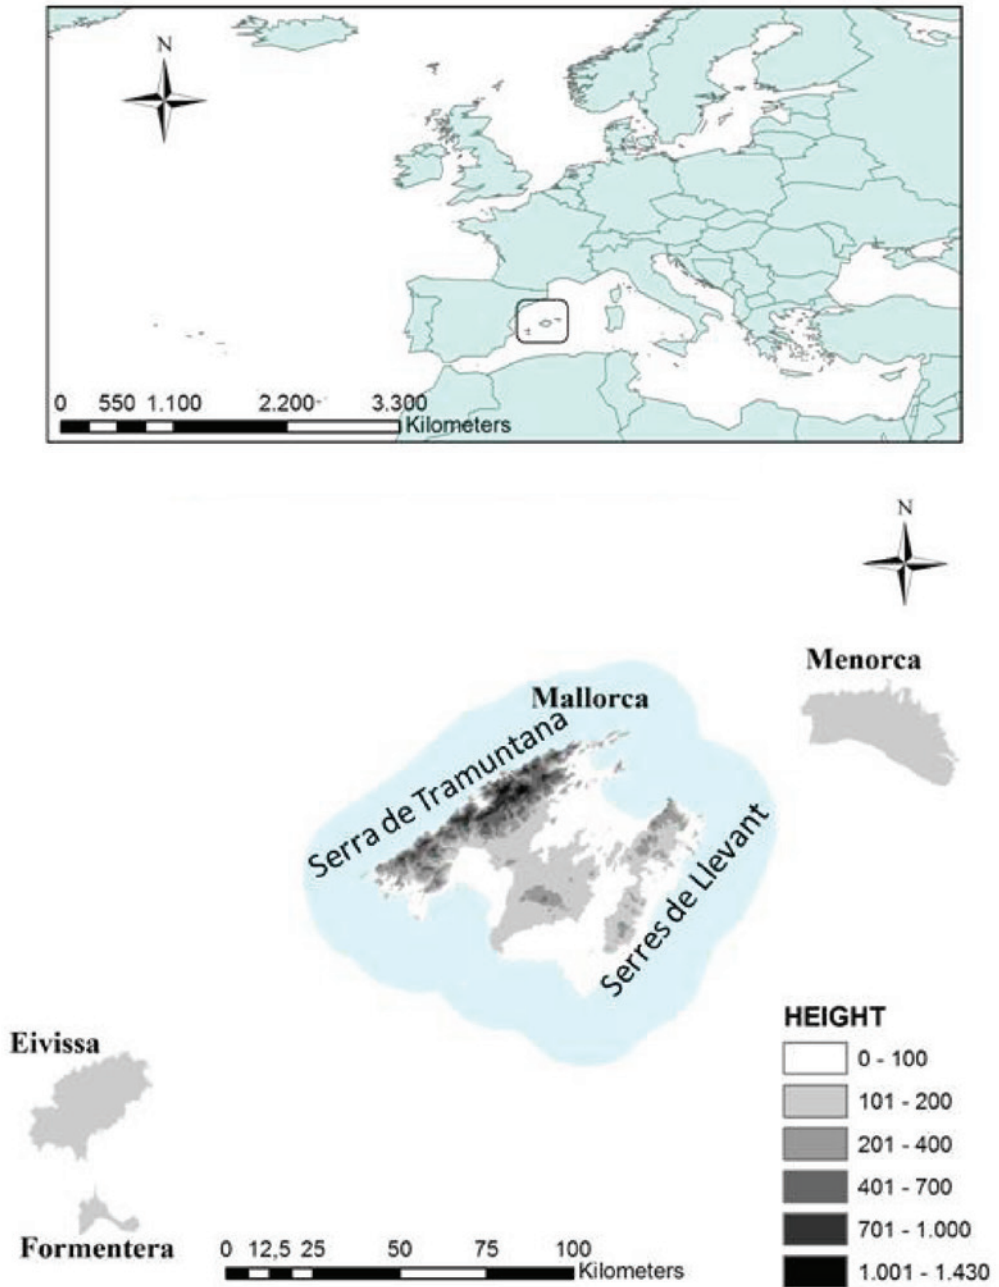 N
0 550 1.100 2.200 3.300
Kilometers
N
Menorca
Mallorca
Serra de Tramuntana
Serres de Llevant
Eivissa
Formentera
HEIGHT
0 - 100
101 - 200
201 - 400
401 - 700
701 - 1.000
1.001 - 1.430
0 12,5 25 50 75 100
Kilometers